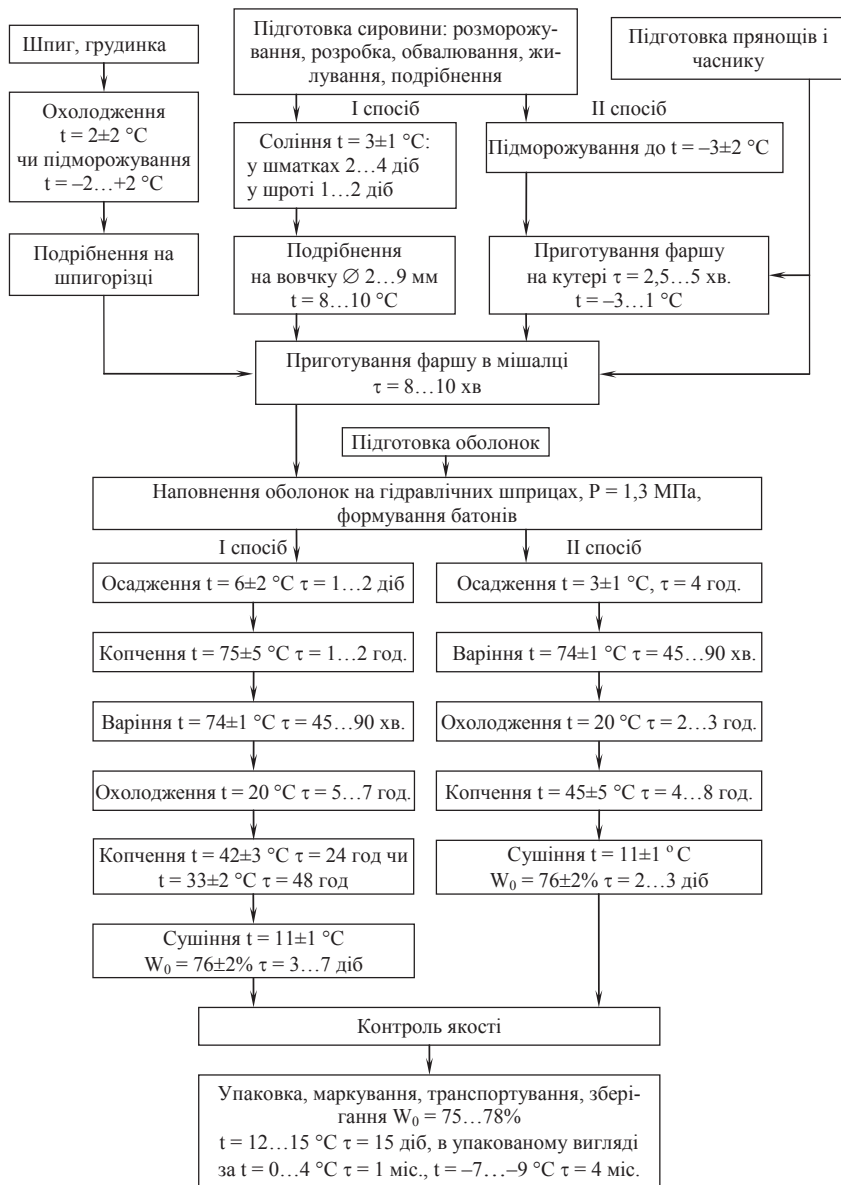 Шпиг, грудинка
Підготовка сировини: розморожу-
вання, розробка, обвалювання, жи-
лування, подрібнення
Підготовка прянощів і
часнику
Охолодження
t = 2±2 °C
чи підморожування
t = –2…+2 °C
І спосіб
Соління t = 3±1 °C:
у шматках 2…4 діб
у шроті 1…2 діб
ІІ спосіб
Підморожування до t = –3±2 °C
Подрібнення на
шпигорізці
Подрібнення
на вовчку ∅ 2…9 мм
t = 8…10 °C
Приготування фаршу
на кутері τ = 2,5…5 хв.
t = –3…1 °C
Приготування фаршу в мішалці
τ = 8…10 хв
Підготовка оболонок
Наповнення оболонок на гідравлічних шприцах, P = 1,3 МПа,
формування батонів
І спосіб
Осадження t = 6±2 °C τ = 1…2 діб
Копчення t = 75±5 °C τ = 1…2 год.
Варіння t = 74±1 °C τ = 45…90 хв.
Охолодження t = 20 °C τ = 5…7 год.
Копчення t = 42±3 °C τ = 24 год чи
t = 33±2 °C τ = 48 год
Сушіння t = 11±1 °C
W₀ = 76±2% τ = 3…7 діб
ІІ спосіб
Осадження t = 3±1 °C, τ = 4 год.
Варіння t = 74±1 °C τ = 45…90 хв.
Охолодження t = 20 °C τ = 2…3 год.
Копчення t = 45±5 °C τ = 4…8 год.
Сушіння t = 11±1 ° C
W₀ = 76±2% τ = 2…3 діб
Контроль якості
Упаковка, маркування, транспортування, збері-
гання W₀ = 75…78%
t = 12…15 °C τ = 15 діб, в упакованому вигляді
за t = 0…4 °C τ = 1 міс., t = –7…–9 °C τ = 4 міс.